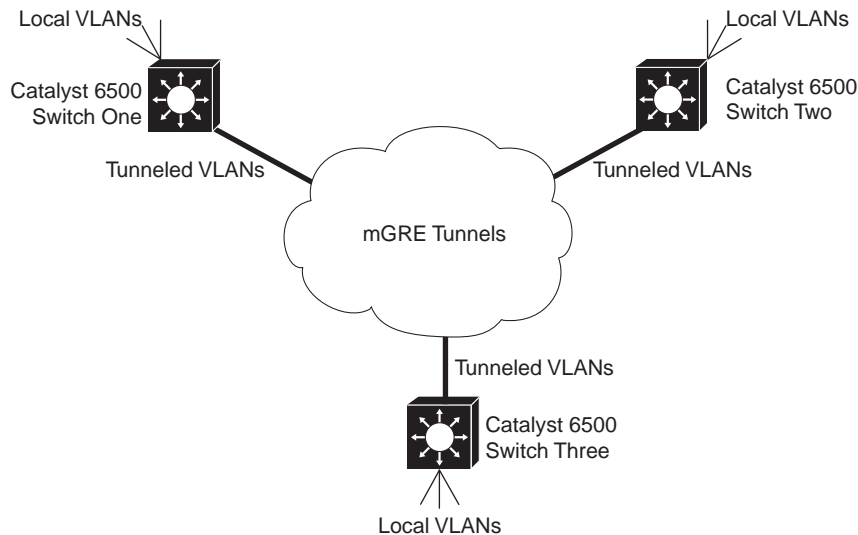 Local VLANs
Catalyst 6500
Switch One
Tunneled VLANs
Local VLANs
Catalyst 6500
Switch Two
Tunneled VLANs
mGRE Tunnels
Tunneled VLANs
Catalyst 6500
Switch Three
Local VLANs